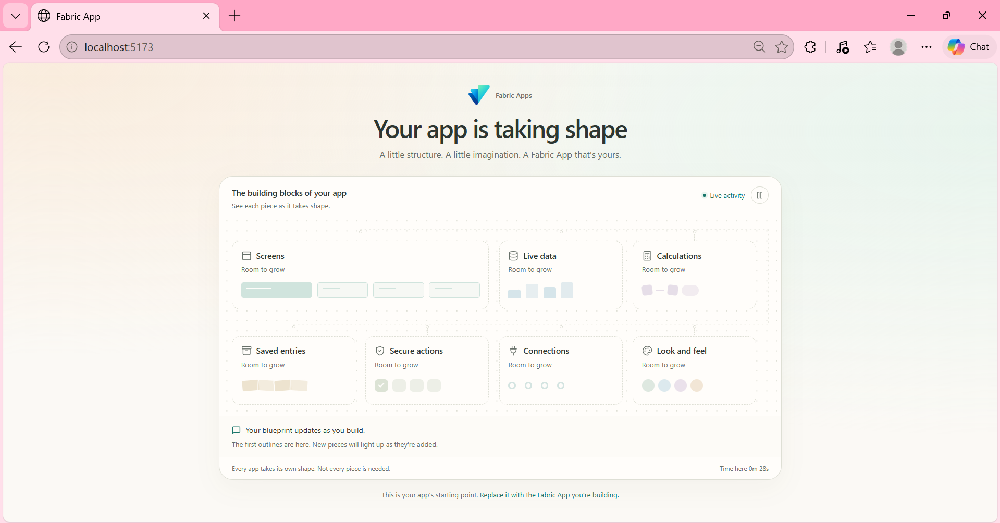 Fabric App
localhost:5173
Chat
Fabric Apps
Your app is taking shape
A little structure. A little imagination. A Fabric App that's yours.
The building blocks of your app
See each piece as it takes shape.
Live activity
Screens
Room to grow
Live data
Room to grow
Calculations
Room to grow
Saved entries
Room to grow
Secure actions
Room to grow
Connections
Room to grow
Look and feel
Room to grow
Your blueprint updates as you build.
The first outlines are here. New pieces will light up as they're added.
Every app takes its own shape. Not every piece is needed.
Time here 0m 28s
This is your app's starting point. Replace it with the Fabric App you're building.